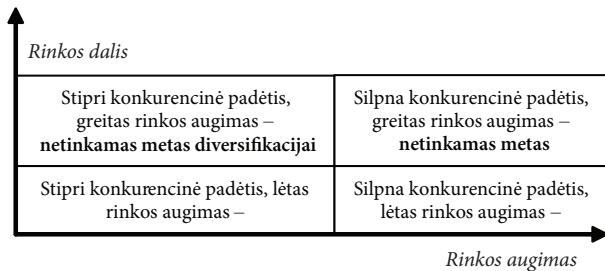 Rinkos dalis
Stipri konkurencinė padėtis,
greitas rinkos augimas –
netinkamas metas diversifikacijai
Silpna konkurencinė padėtis,
greitas rinkos augimas –
netinkamas metas
Stipri konkurencinė padėtis, lėtas
rinkos augimas –
Silpna konkurencinė padėtis,
lėtas rinkos augimas –
Rinkos augimas